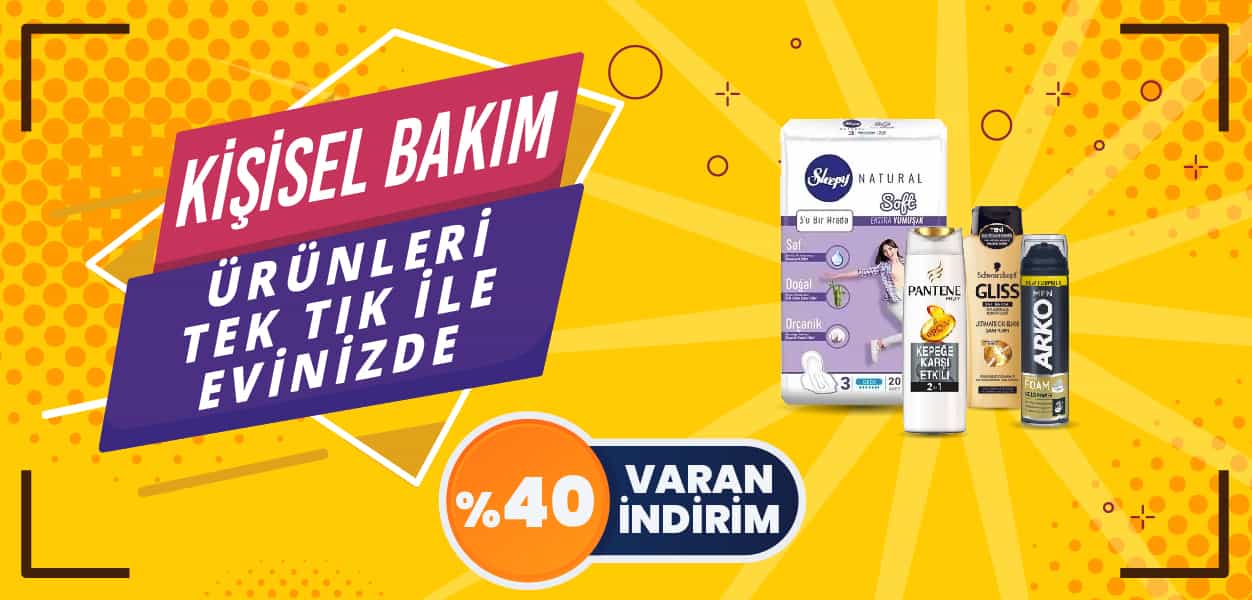 KİŞİSEL BAKIM
ÜRÜNLERİ
TEK TIK İLE
EVİNİZDE
%40
VARAN
İNDİRİM
Sleepy
NATURAL
Soft
EKSTRA YUMUŞAK
3'ü Bir Arada
Saf
Doğal
Organik
3
20
PANTENE
KEPEĞE
KARŞI
ETKİLİ
2in1
Schwarzkopf
GLISS
ARKO
MEN
FOAM